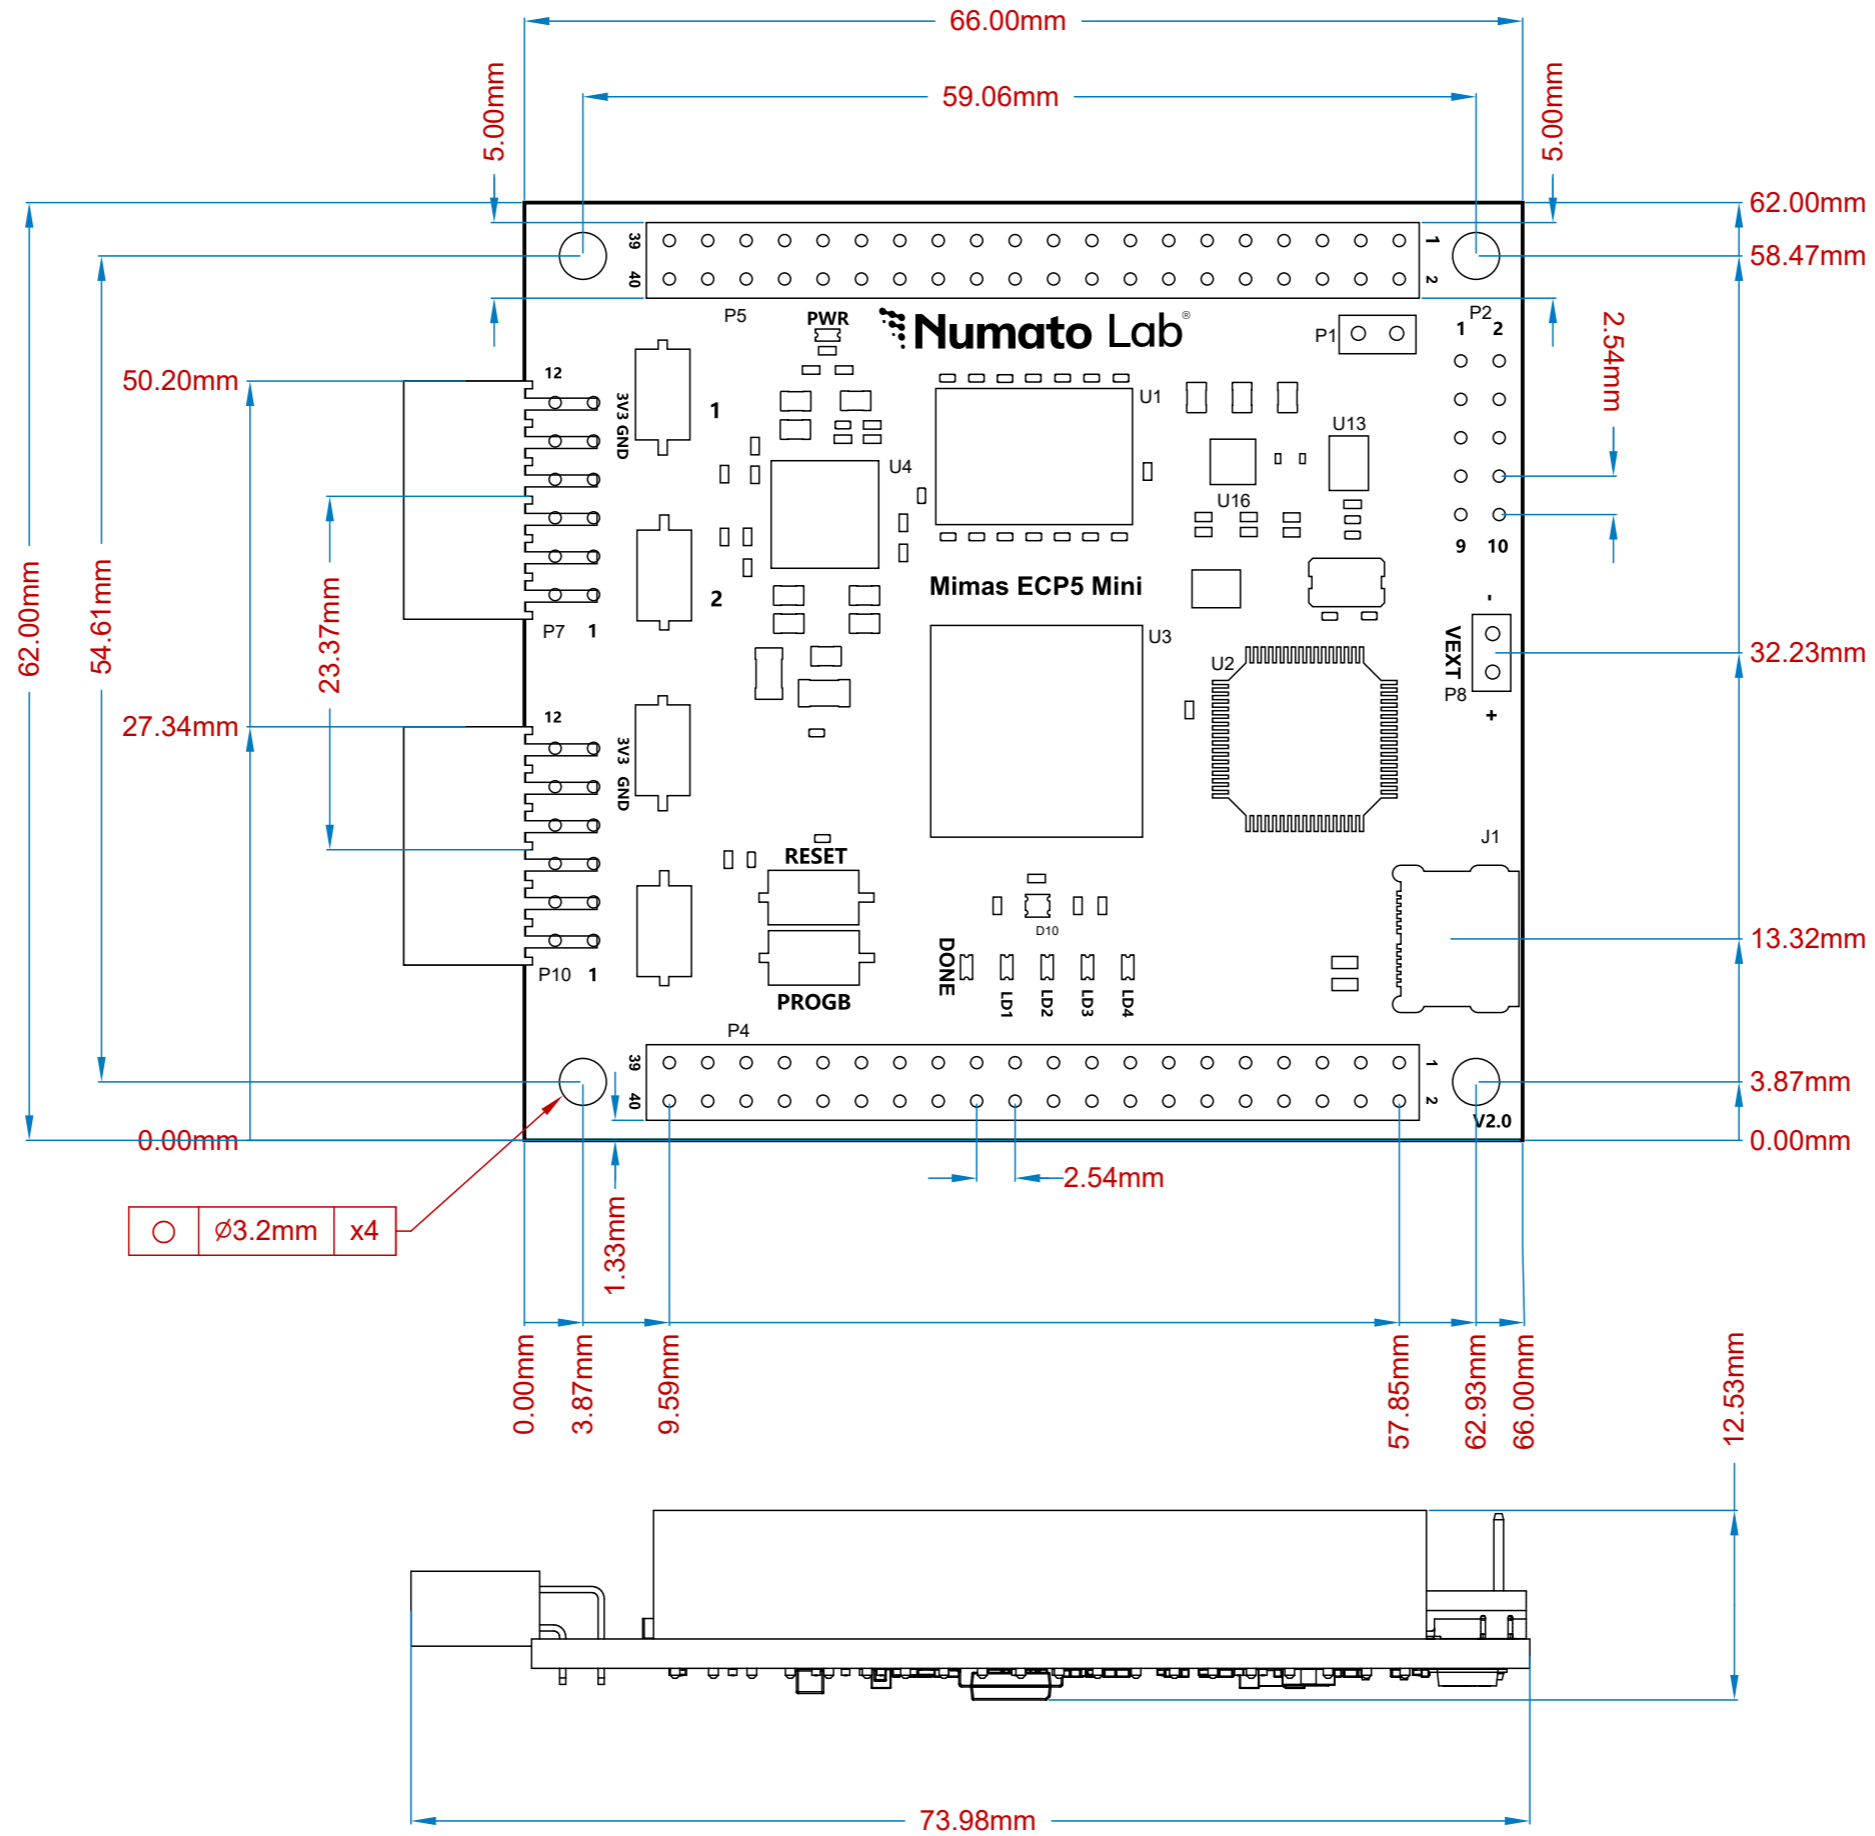 66.00mm
59.06mm
5.00mm
5.00mm
62.00mm
58.47mm
39
1
40
2
P5
PWR
Numato Lab®
P1
P2
1 2
2.54mm
50.20mm
12
3V3 GND
1
U1
U13
U4
U16
9 10
62.00mm
54.61mm
23.37mm
2
Mimas ECP5 Mini
-
P7 1
U3
U2
VEXT
32.23mm
P8
+
27.34mm
12
3V3 GND
J1
RESET
D10
DONE
13.32mm
P10 1
PROGB
LD1
LD2
LD3
LD4
P4
39
1
40
2
3.87mm
V2.0
0.00mm
0.00mm
2.54mm
Ø3.2mm x4
1.33mm
0.00mm
3.87mm
9.59mm
57.85mm
62.93mm
66.00mm
12.53mm
73.98mm